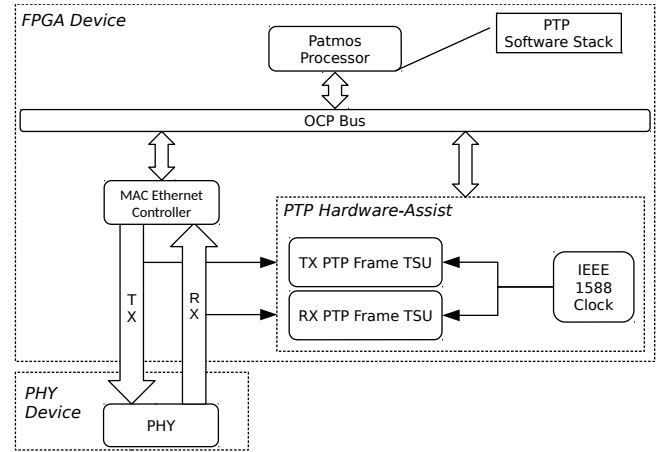 FPGA Device
PTP
Software Stack
Patmos
Processor
OCP Bus
MAC Ethernet
Controller
PTP Hardware-Assist
TX PTP Frame TSU
IEEE
1588
Clock
T
X
R
X
RX PTP Frame TSU
PHY
Device
PHY